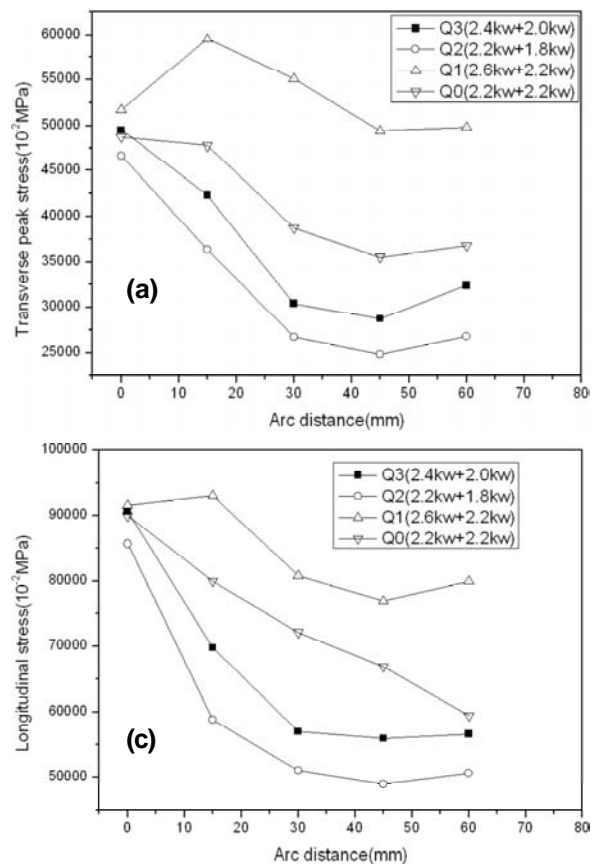 Q3(2.4kw+2.0kw)
Q2(2.2kw+1.8kw)
Q1(2.6kw+2.2kw)
Q0(2.2kw+2.2kw)
60000
55000
50000
45000
40000
35000
30000
25000
Transverse peak stress(10⁻²MPa)
(a)
0 10 20 30 40 50 60 70 80
Arc distance(mm)
Q3(2.4kw+2.0kw)
Q2(2.2kw+1.8kw)
Q1(2.6kw+2.2kw)
Q0(2.2kw+2.2kw)
100000
90000
80000
70000
60000
50000
Longitudinal stress(10⁻²MPa)
(c)
0 10 20 30 40 50 60 70 80
Arc distance(mm)